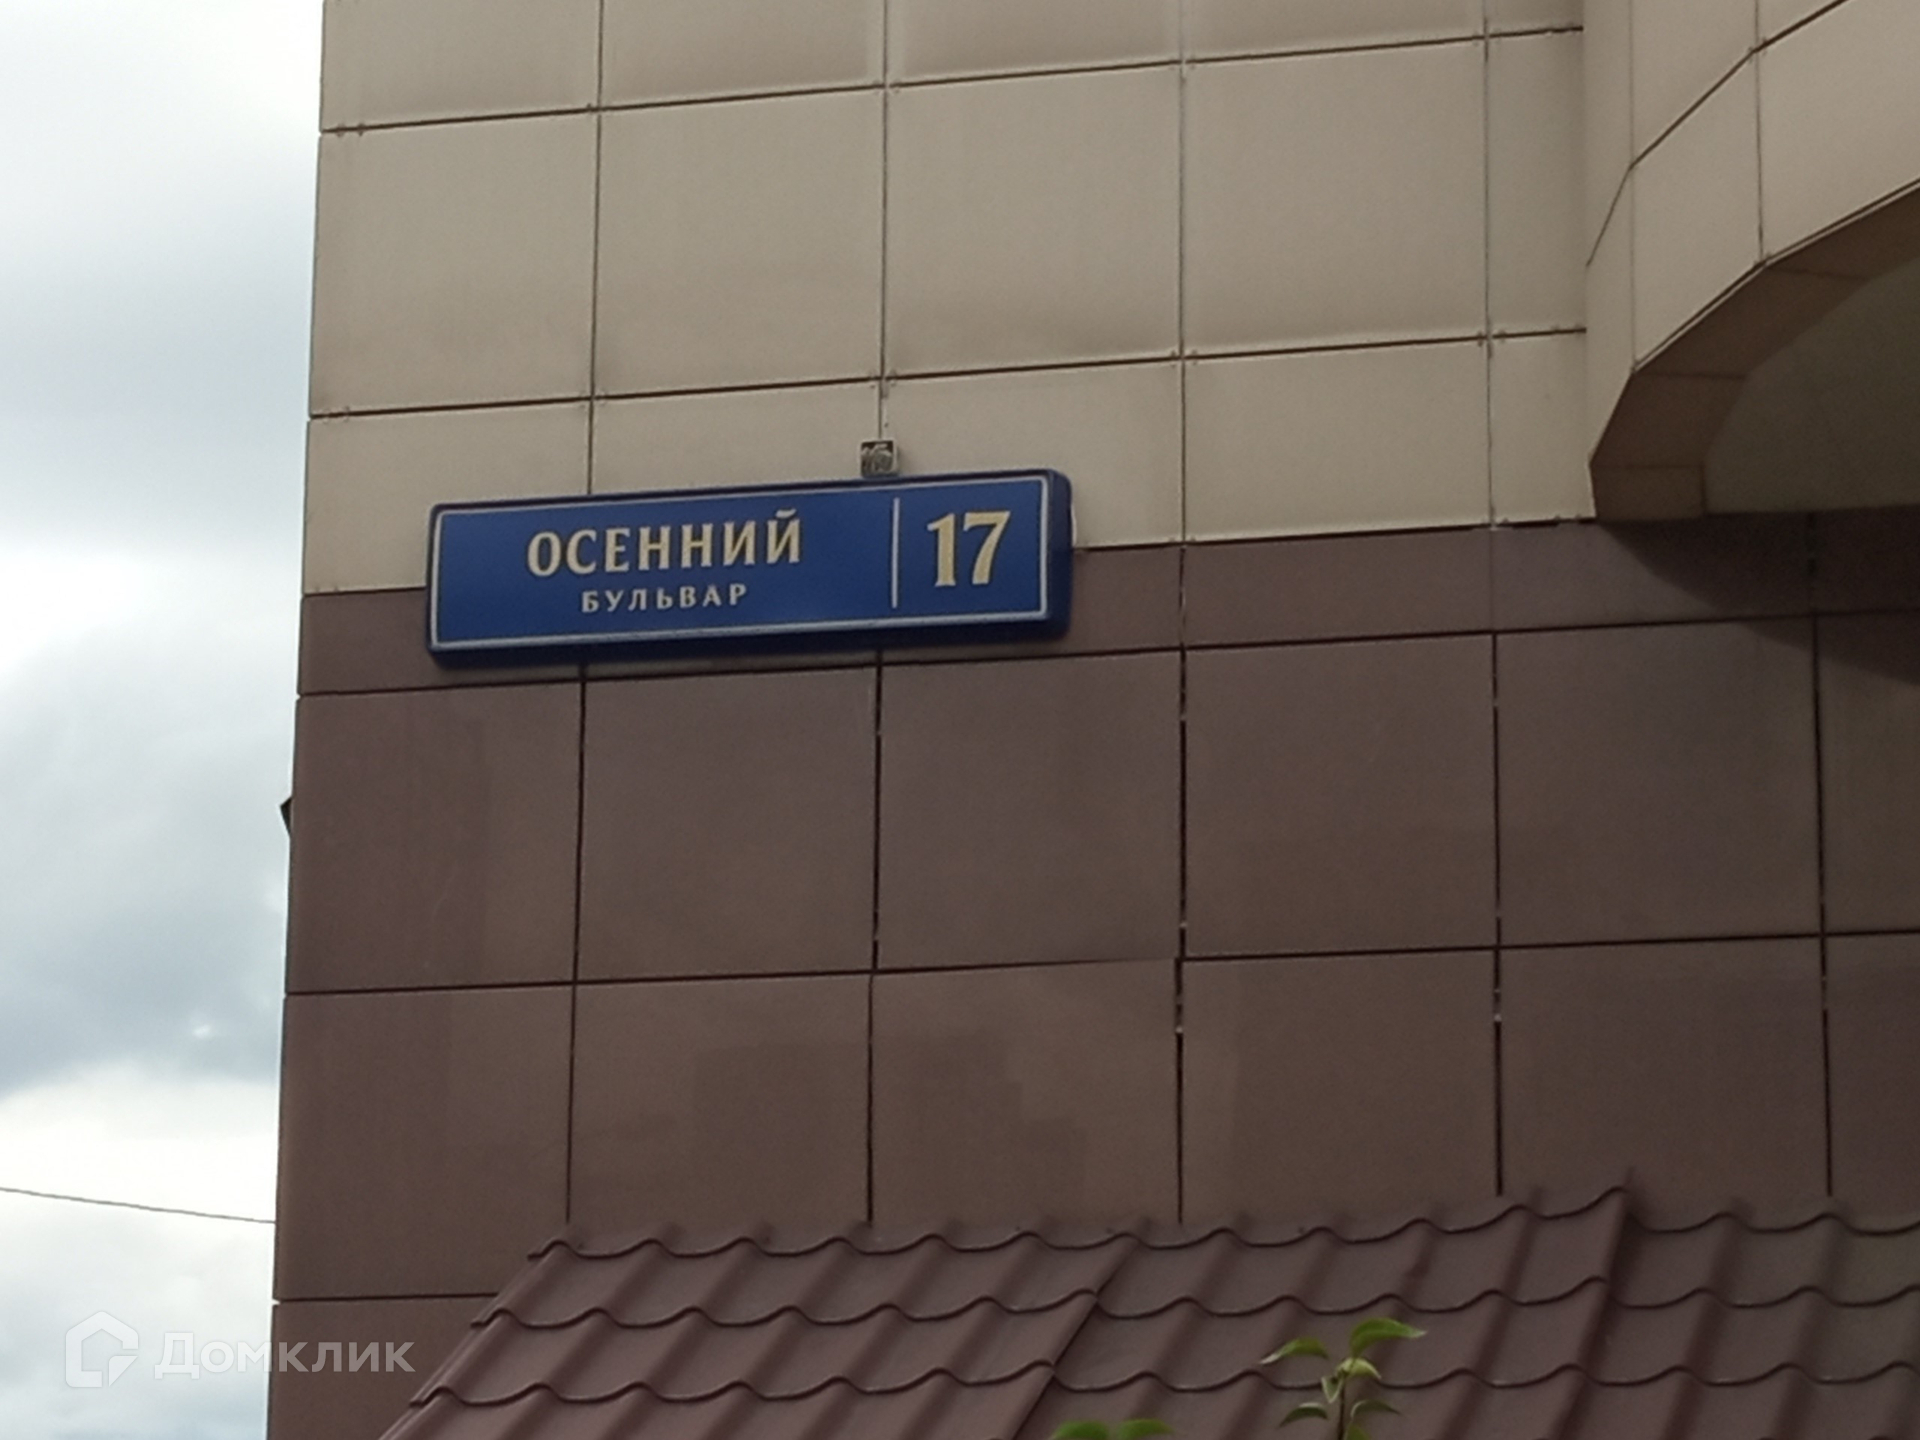 ОСЕННИЙ
БУЛЬВАР
17
Домклик